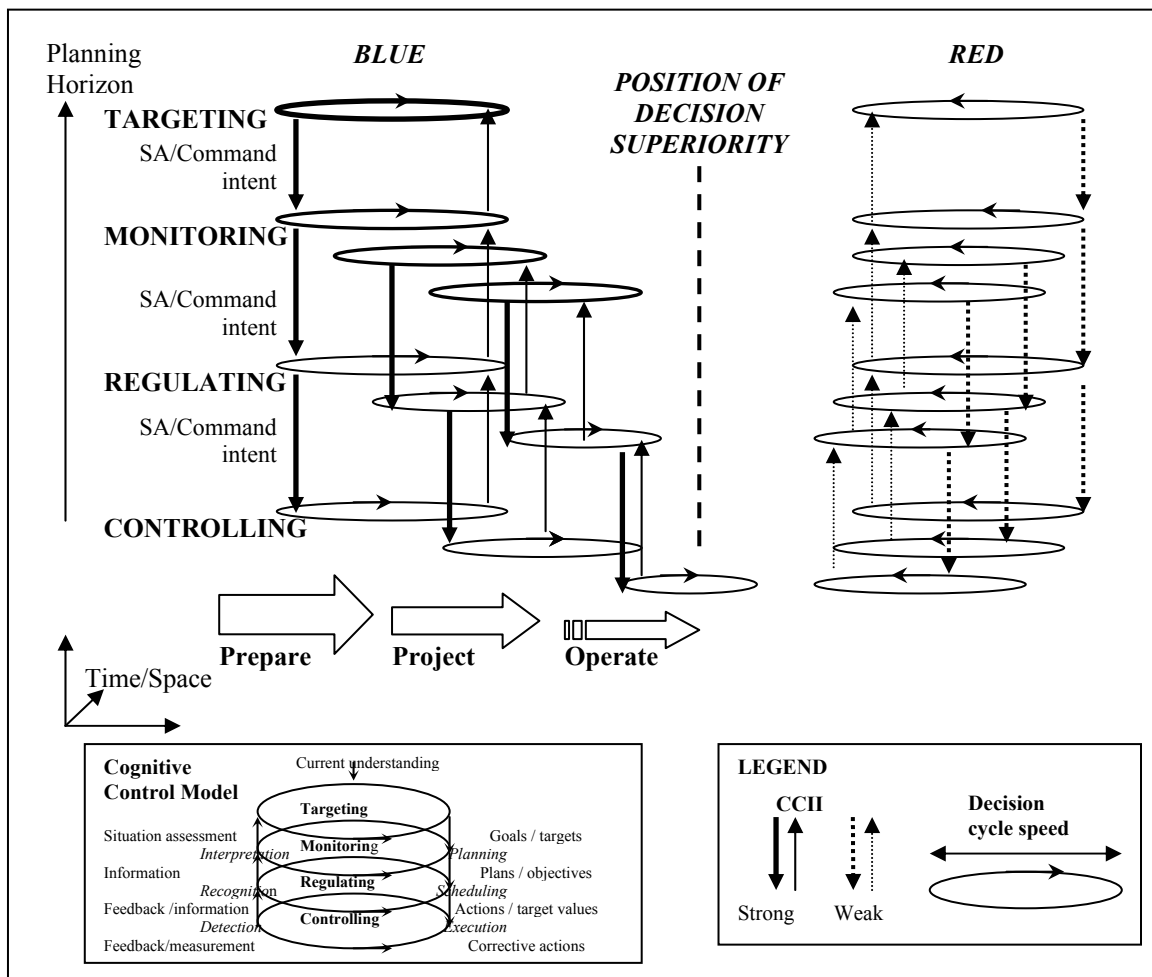 Planning
Horizon
BLUE
RED
POSITION OF
DECISION
SUPERIORITY
TARGETING
SA/Command
intent
MONITORING
SA/Command
intent
REGULATING
SA/Command
intent
CONTROLLING
Prepare
Project
Operate
Time/Space
Cognitive
Control Model
Current understanding
Targeting
Situation assessment
Goals / targets
Interpretation
Monitoring
Planning
Information
Plans / objectives
Recognition
Regulating
Scheduling
Feedback /information
Actions / target values
Detection
Controlling
Execution
Feedback/measurement
Corrective actions
LEGEND
CCII
Decision
cycle speed
Strong
Weak